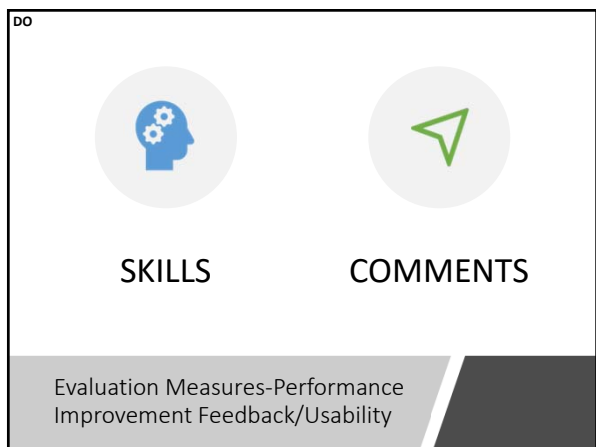 DO
SKILLS
COMMENTS
Evaluation Measures-Performance
Improvement Feedback/Usability